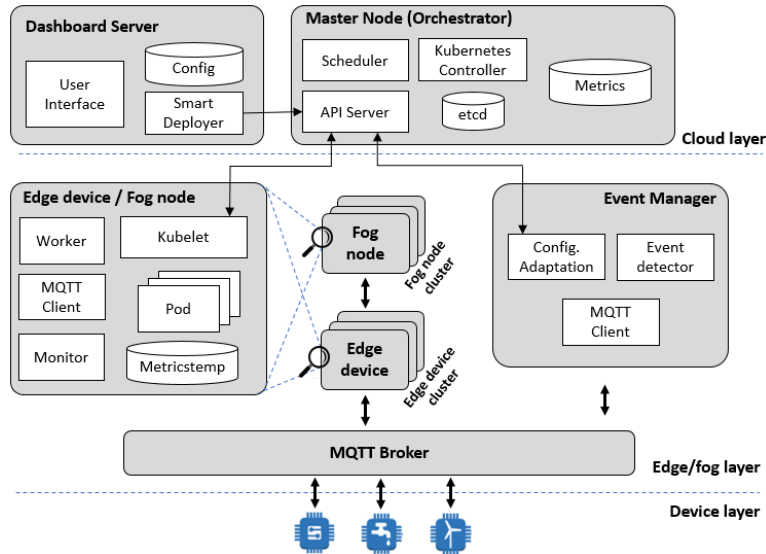 Dashboard Server
User
Interface
Config
Smart
Deployer
Master Node (Orchestrator)
Scheduler
Kubernetes
Controller
API Server
etcd
Metrics
Cloud layer
Edge device / Fog node
Worker
Kubelet
MQTT
Client
Pod
Monitor
Metricstemp
Fog
node
Fog node
cluster
Edge
device
Edge device
cluster
Event Manager
Config.
Adaptation
Event
detector
MQTT
Client
MQTT Broker
Edge/fog layer
Device layer